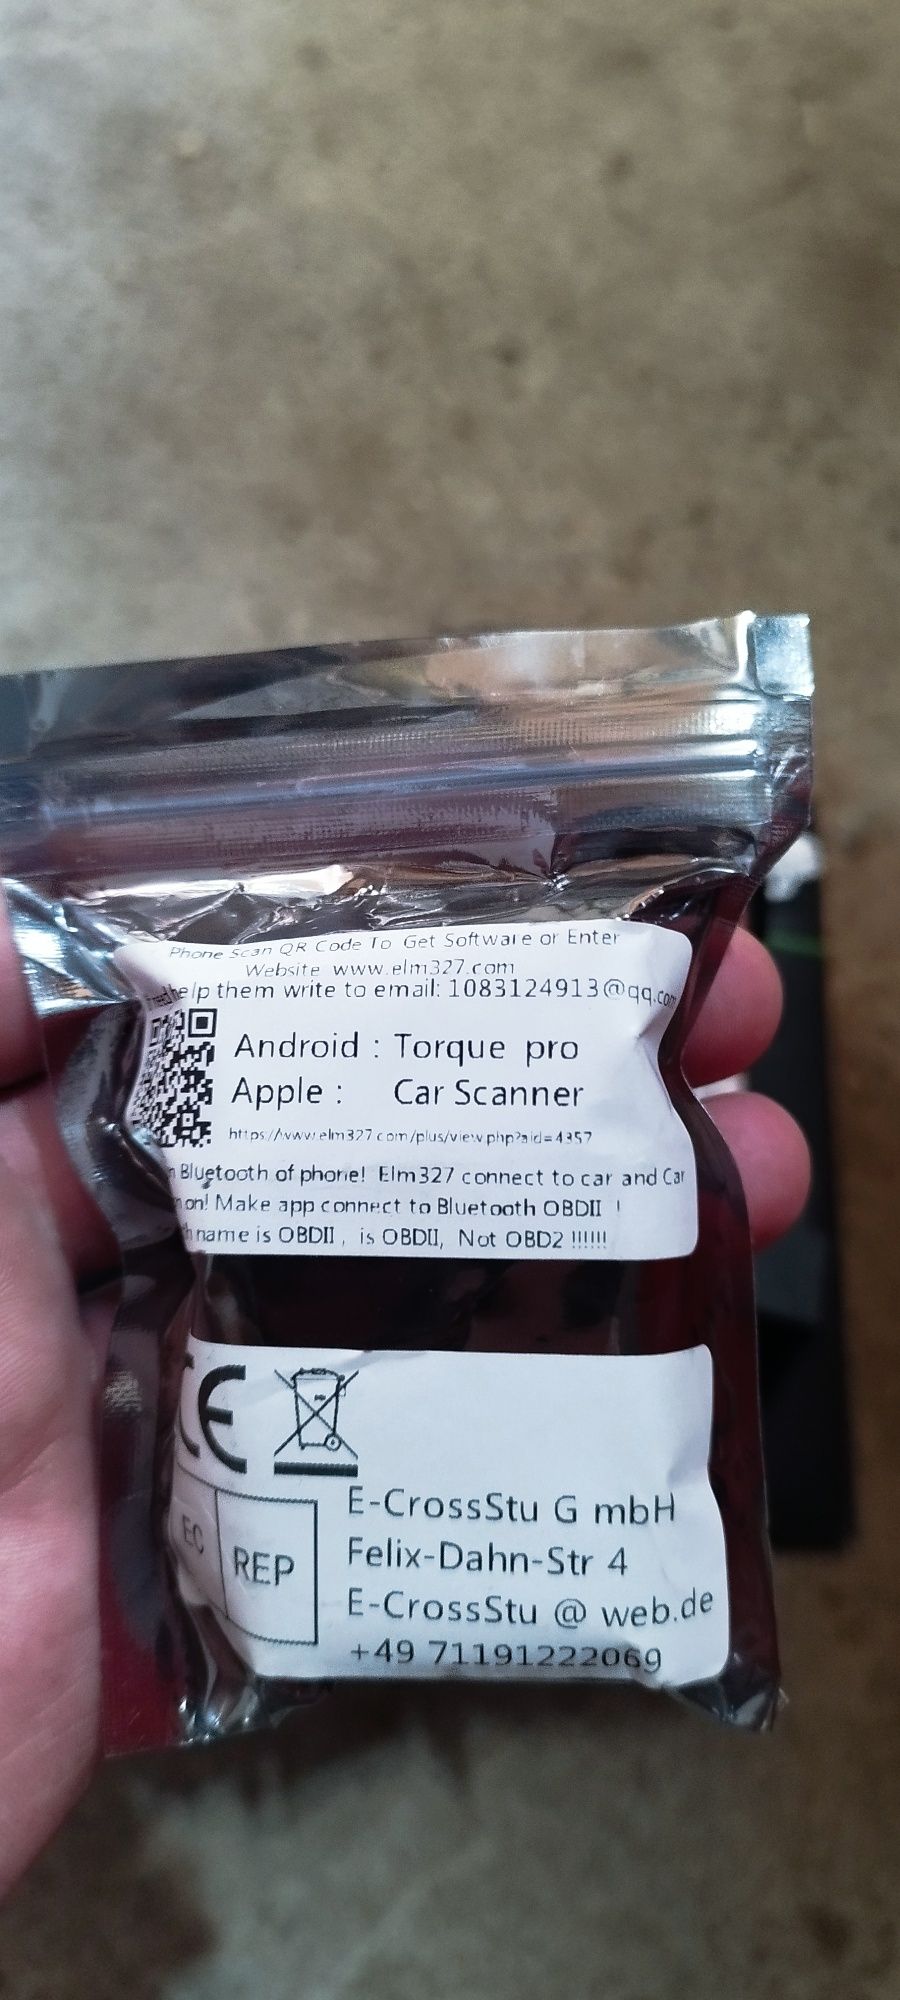 Phone Scan QR Code To Get Software or Enter
Website www.elm327.com
need help them write to email: 1083124913@qq.com
Android : Torque pro
Apple : Car Scanner
https://www.elm327.com/plus/view.php?aid=4357
Bluetooth of phone! Elm327 connect to car and Car
on! Make app connect to Bluetooth OBDII !
name is OBDII , is OBDII, Not OBD2 !!!!!!
CE
EC REP
E-CrossStu G mbH
Felix-Dahn-Str 4
E-CrossStu @ web.de
+49 71191222069